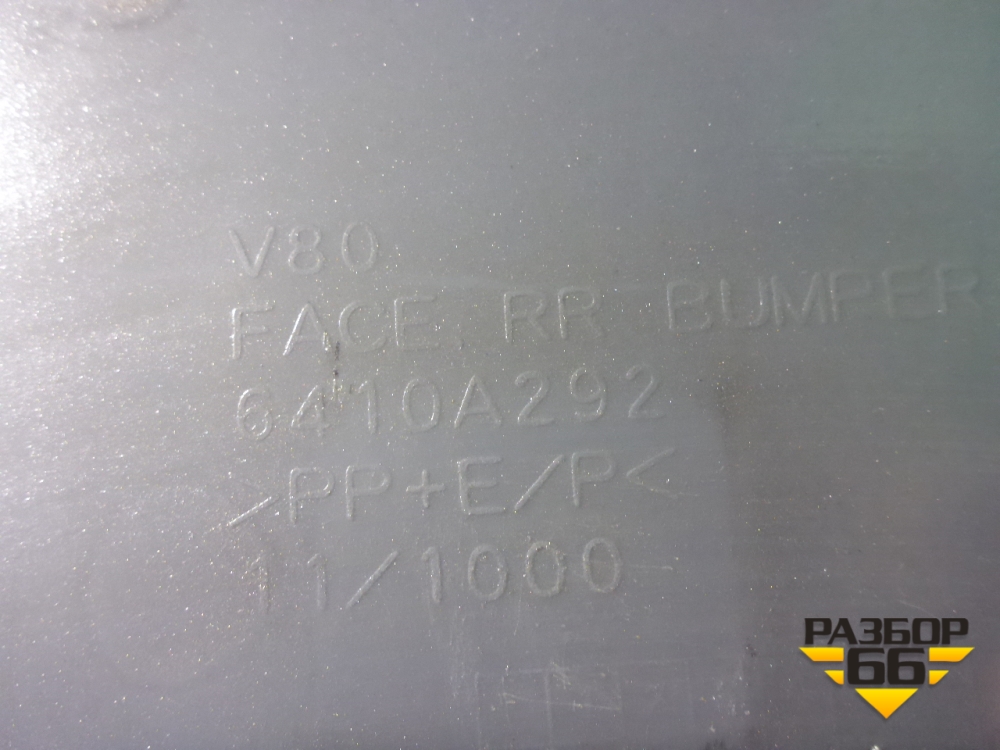 V80
FACE, RR BUMPER
6410A292
>PP+E/P<
11/1000
РАЗБОР
66